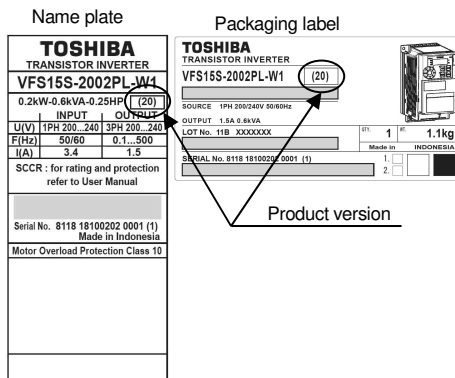 Name plate
TOSHIBA
TRANSISTOR INVERTER
VFS15S-2002PL-W1
0.2kW-0.6kVA-0.25HP (20)
INPUT OUTPUT
U(V) 1PH 200...240 3PH 200...240
F(Hz) 50/60 0.1...500
I(A) 3.4 1.5
SCCR : for rating and protection
refer to User Manual
Serial No. 8118 18100202 0001 (1)
Made in Indonesia
Motor Overload Protection Class 10
Packaging label
TOSHIBA
TRANSISTOR INVERTER
VFS15S-2002PL-W1 (20)
SOURCE 1PH 200/240V 50/60Hz
OUTPUT 1.5A 0.6kVA
LOT No. 11B XXXXXXX
1 1.1kg
Made in INDONESIA
SERIAL No. 8118 18100202 0001 (1)
1.
2.
Product version